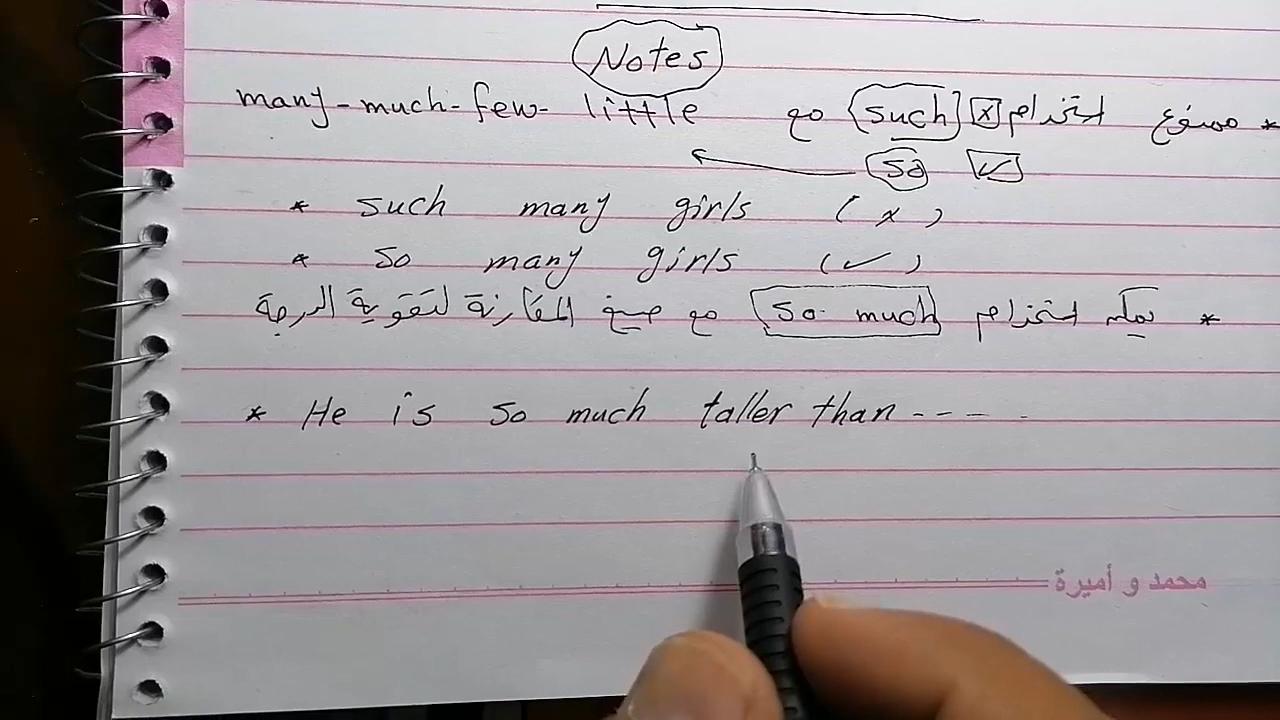 Notes
* ممنوع استخدام [x] such مع many - much - few - little
[✓] so
* such many girls (x)
* so many girls (✓)
* يمكن استخدام so much مع صيغ المقارنة لتقوية الدرجة
* He is so much taller than - - - -
محمد و أميرة